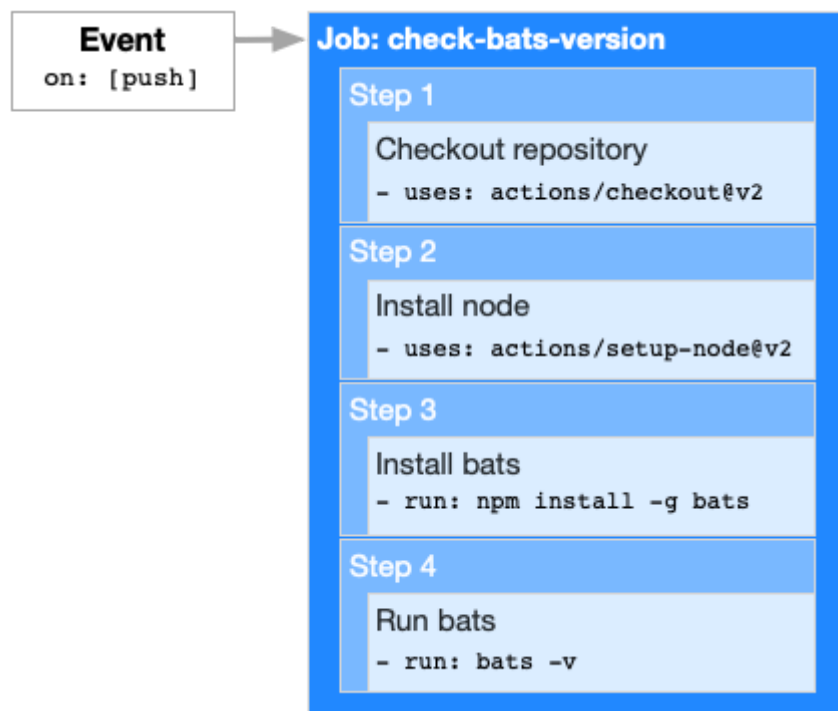 Event
on: [push]
Job: check-bats-version
Step 1
Checkout repository
- uses: actions/checkout@v2
Step 2
Install node
- uses: actions/setup-node@v2
Step 3
Install bats
- run: npm install -g bats
Step 4
Run bats
- run: bats -v